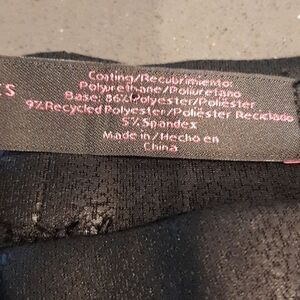 ES
Coating/Recubrimiento:
Polyurethane/Poliuretano
Base: 86% Polyester/Poliéster
9% Recycled Polyester/Poliéster Reciclado
5% Spandex
Made in/Hecho en
China